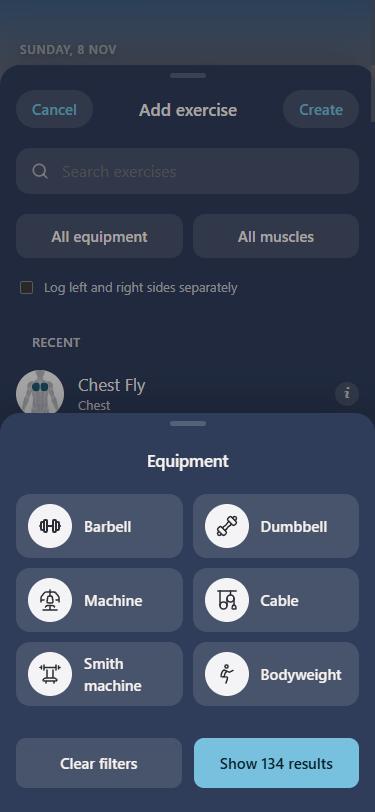 SUNDAY, 8 NOV
Cancel
Add exercise
Create
Search exercises
All equipment
All muscles
Log left and right sides separately
RECENT
Chest Fly
Chest
i
Equipment
Barbell
Dumbbell
Machine
Cable
Smith
machine
Bodyweight
Clear filters
Show 134 results